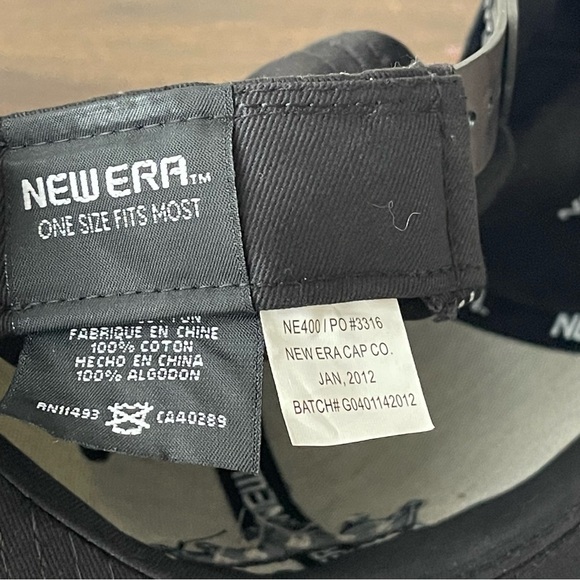 NEW ERA™
ONE SIZE FITS MOST
FABRIQUE EN CHINE
100% COTON
HECHO EN CHINA
100% ALGODON
RN11493 CA40289
NE400 / PO #3316
NEW ERA CAP CO.
JAN, 2012
BATCH# G0401142012